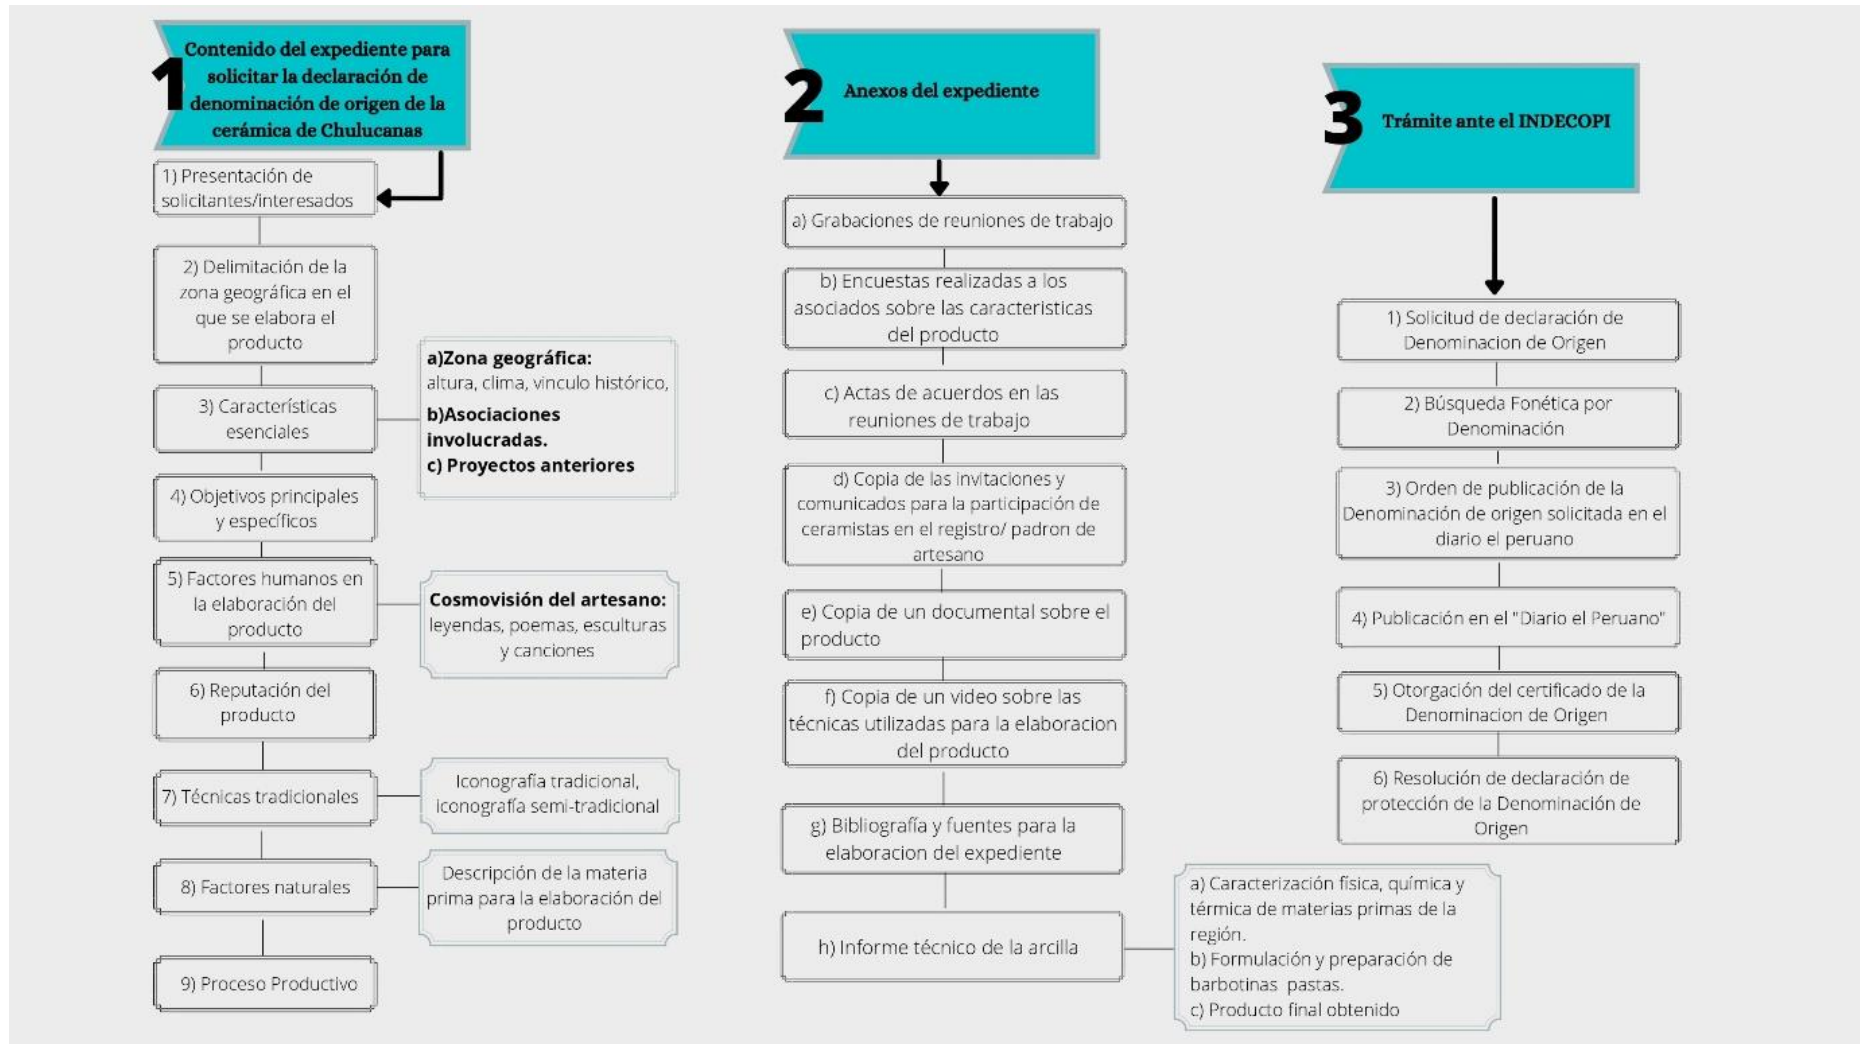 1
Contenido del expediente para
solicitar la declaración de
denominación de origen de la
cerámica de Chulucanas
1) Presentación de
solicitantes/interesados
2) Delimitación de la
zona geográfica en el
que se elabora el
producto
3) Características
esenciales
a)Zona geográfica:
altura, clima, vinculo histórico,
b)Asociaciones
involucradas.
c) Proyectos anteriores
4) Objetivos principales
y específicos
5) Factores humanos en
la elaboración del
producto
Cosmovisión del artesano:
leyendas, poemas, esculturas
y canciones
6) Reputación del
producto
7) Técnicas tradicionales
Iconografía tradicional,
iconografía semi-tradicional
8) Factores naturales
Descripción de la materia
prima para la elaboración del
producto
9) Proceso Productivo
2
Anexos del expediente
a) Grabaciones de reuniones de trabajo
b) Encuestas realizadas a los
asociados sobre las caracteristicas
del producto
c) Actas de acuerdos en las
reuniones de trabajo
d) Copia de las invitaciones y
comunicados para la participación de
ceramistas en el registro/ padron de
artesano
e) Copia de un documental sobre el
producto
f) Copia de un video sobre las
técnicas utilizadas para la elaboracion
del producto
g) Bibliografía y fuentes para la
elaboracion del expediente
h) Informe técnico de la arcilla
a) Caracterización física, química y
térmica de materias primas de la
región.
b) Formulación y preparación de
barbotinas pastas.
c) Producto final obtenido
3
Trámite ante el INDECOPI
1) Solicitud de declaración de
Denominacion de Origen
2) Búsqueda Fonética por
Denominación
3) Orden de publicación de la
Denominación de origen solicitada en el
diario el peruano
4) Publicación en el "Diario el Peruano"
5) Otorgación del certificado de la
Denominacion de Origen
6) Resolución de declaración de
protección de la Denominación de
Origen